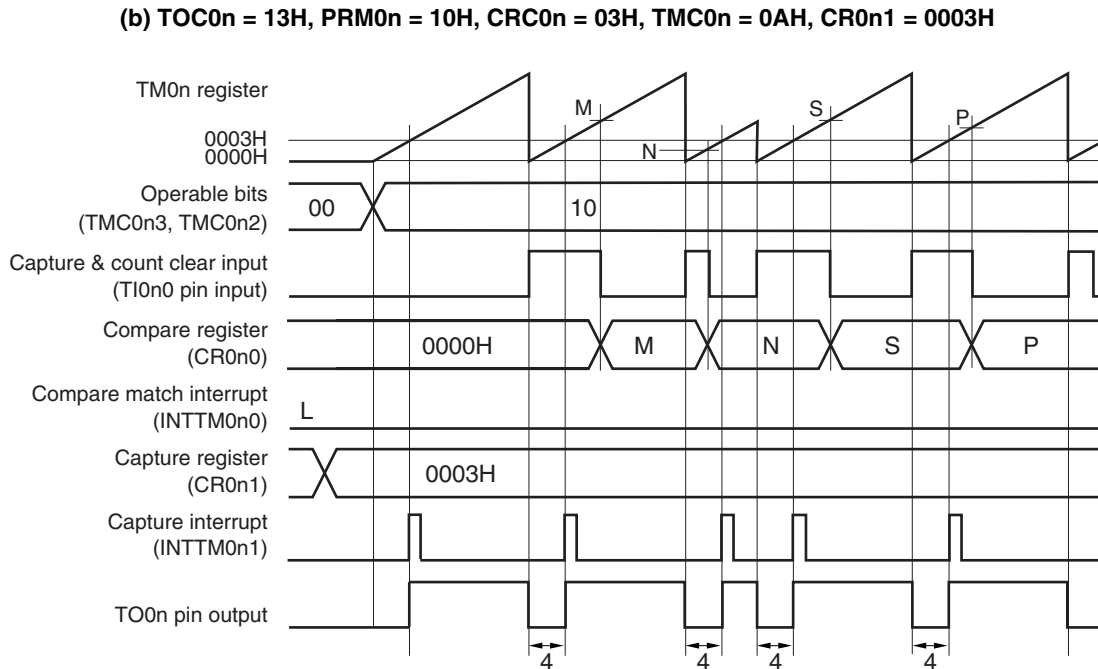 (b) TOC0n = 13H, PRM0n = 10H, CRC0n = 03H, TMC0n = 0AH, CR0n1 = 0003H
TM0n register
M
S
P
N
0003H
0000H
Operable bits
(TMC0n3, TMC0n2)
00
10
Capture & count clear input
(TI0n0 pin input)
Compare register
(CR0n0)
0000H
M
N
S
P
Compare match interrupt
(INTTM0n0)
L
Capture register
(CR0n1)
0003H
Capture interrupt
(INTTM0n1)
TO0n pin output
4
4
4
4